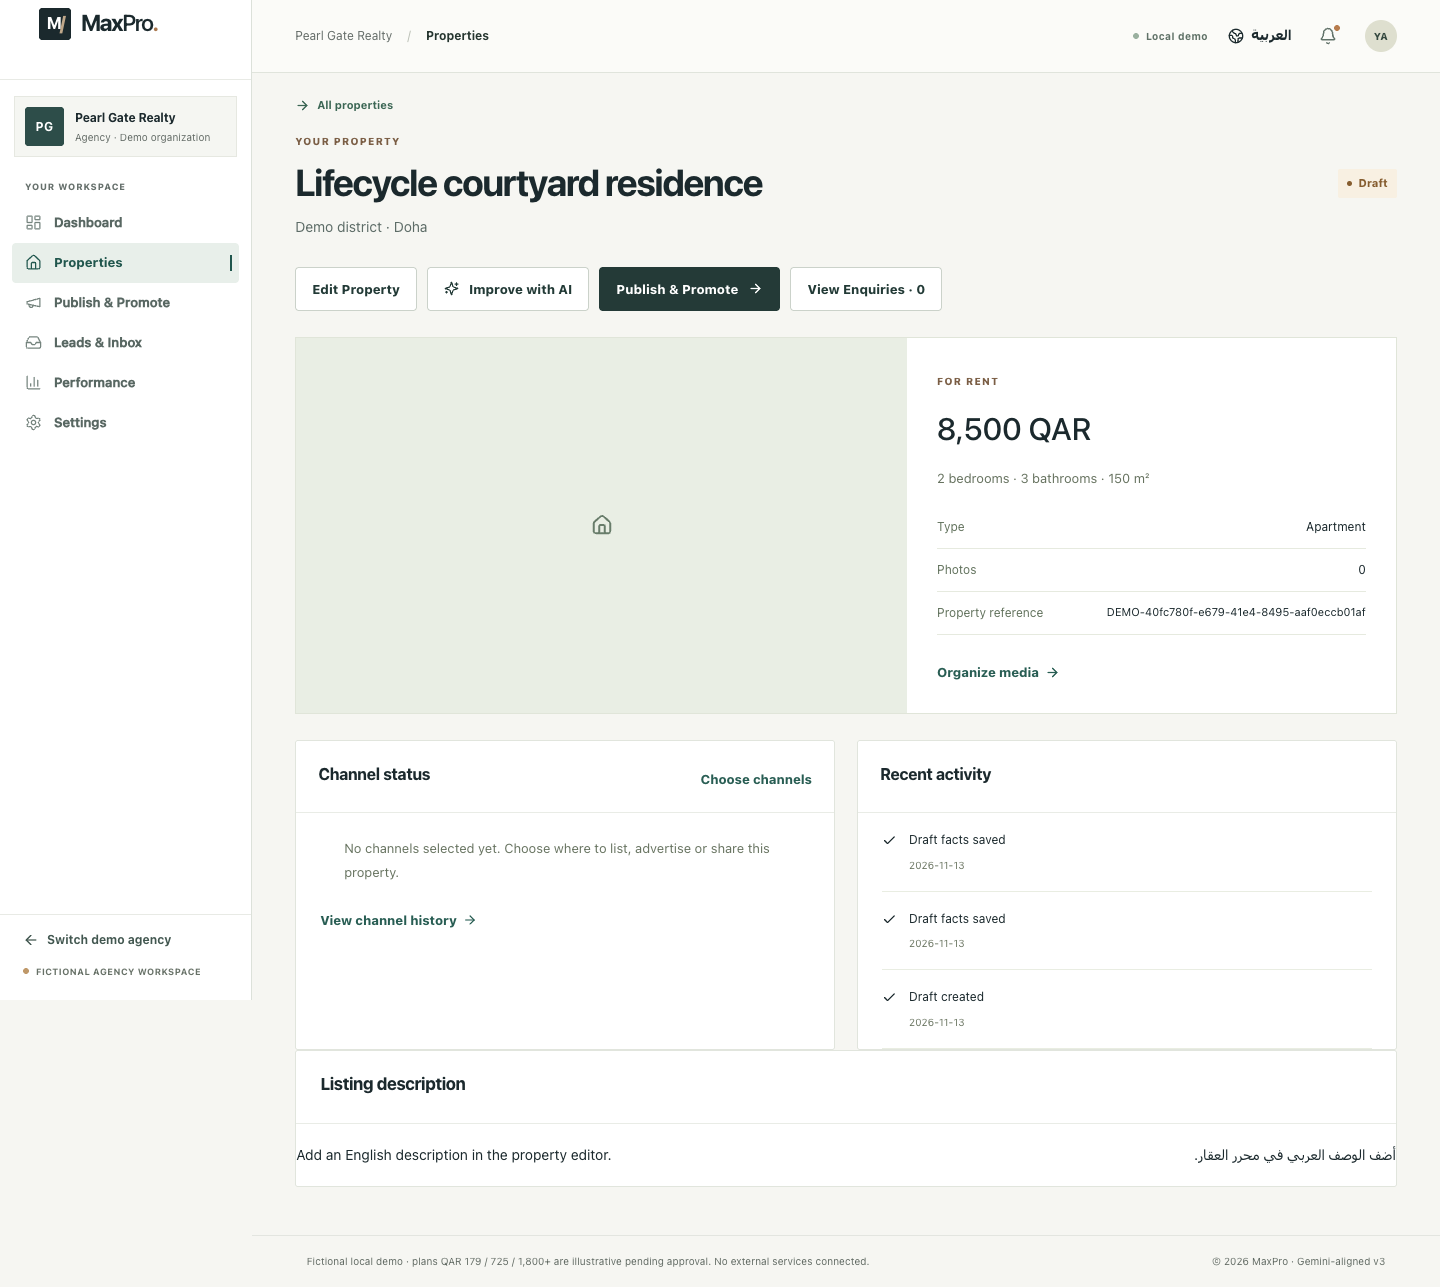 M/ MaxPro.
PG
Pearl Gate Realty
Agency · Demo organization
YOUR WORKSPACE
Dashboard
Properties
Publish & Promote
Leads & Inbox
Performance
Settings
Switch demo agency
FICTIONAL AGENCY WORKSPACE
Pearl Gate Realty / Properties
Local demo
العربية
YA
All properties
YOUR PROPERTY
Lifecycle courtyard residence
Draft
Demo district · Doha
Edit Property
Improve with AI
Publish & Promote
View Enquiries · 0
FOR RENT
8,500 QAR
2 bedrooms · 3 bathrooms · 150 m²
Type Apartment
Photos 0
Property reference DEMO-40fc780f-e679-41e4-8495-aaf0eccb01af
Organize media
Channel status
Choose channels
No channels selected yet. Choose where to list, advertise or share this
property.
View channel history
Recent activity
Draft facts saved
2026-11-13
Draft facts saved
2026-11-13
Draft created
2026-11-13
Listing description
Add an English description in the property editor.
أضف الوصف العربي في محرر العقار.
Fictional local demo · plans QAR 179 / 725 / 1,800+ are illustrative pending approval. No external services connected.
© 2026 MaxPro · Gemini-aligned v3